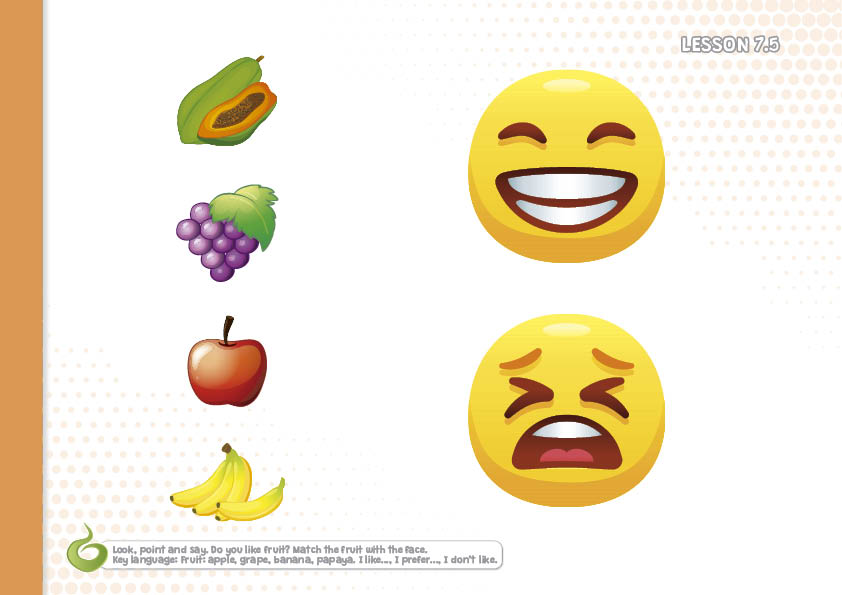 LESSON 7.5
Look, point and say. Do you like fruit? Match the fruit with the face.
Key language: Fruit: apple, grape, banana, papaya. I like..., I prefer..., I don't like.